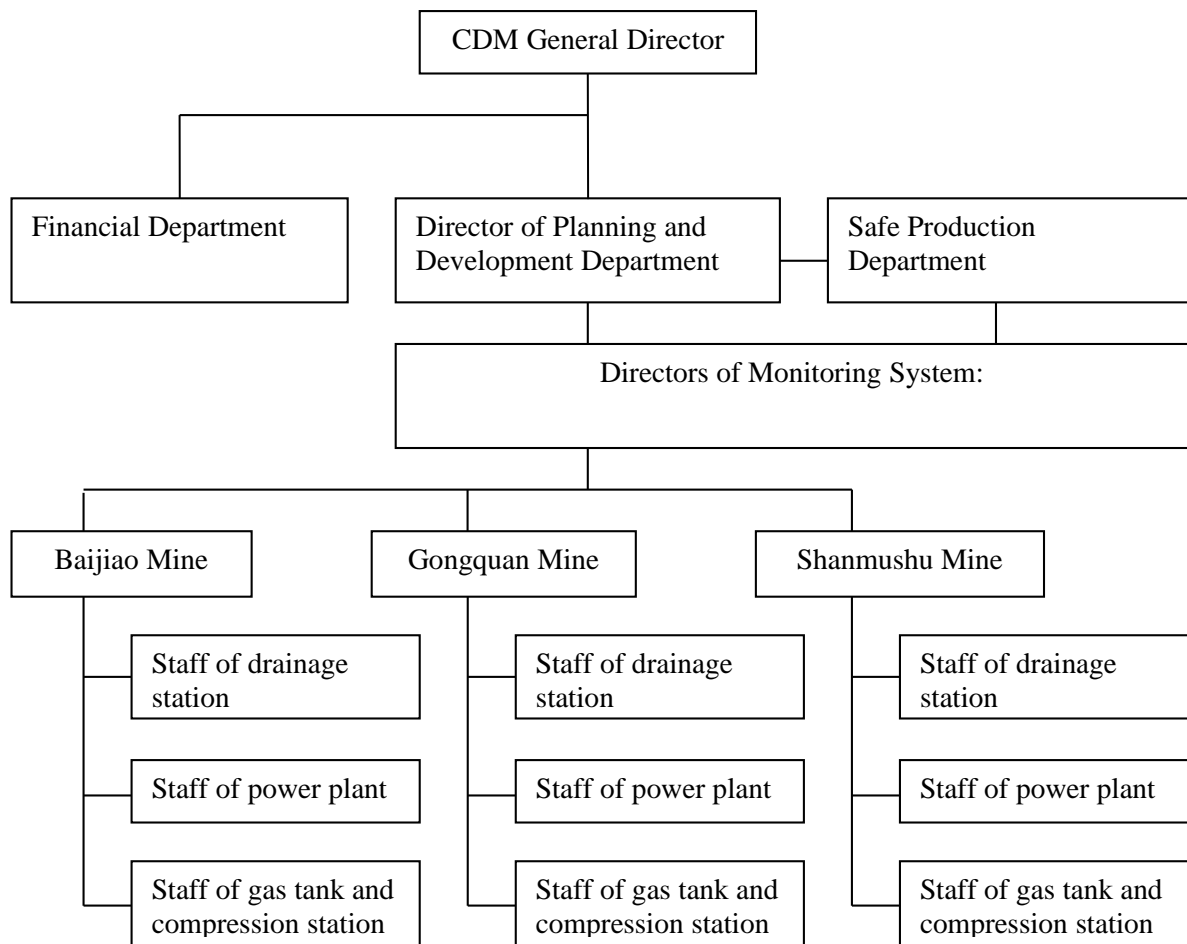 CDM General Director
Financial Department
Director of Planning and
Development Department
Safe Production
Department
Directors of Monitoring System:
Baijiao Mine
Gongquan Mine
Shanmushu Mine
Staff of drainage
station
Staff of drainage
station
Staff of drainage
station
Staff of power plant
Staff of power plant
Staff of power plant
Staff of gas tank and
compression station
Staff of gas tank and
compression station
Staff of gas tank and
compression station